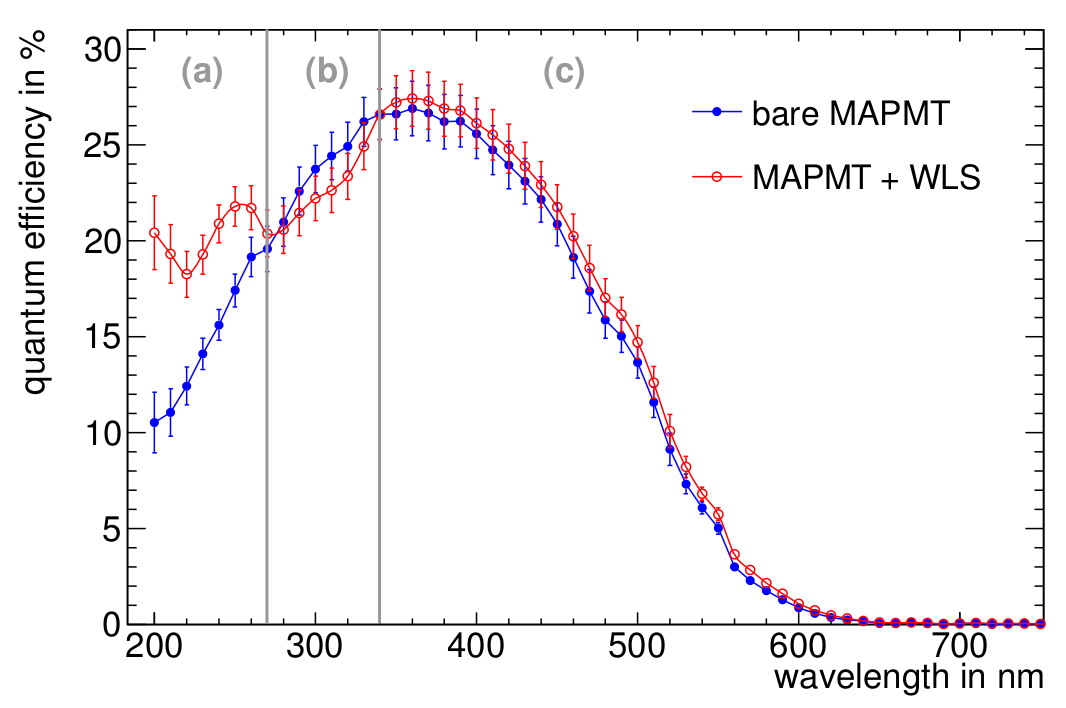 quantum efficiency in %
30
25
20
15
10
5
0
(a)
(b)
(c)
bare MAPMT
MAPMT + WLS
200 300 400 500 600 700
wavelength in nm